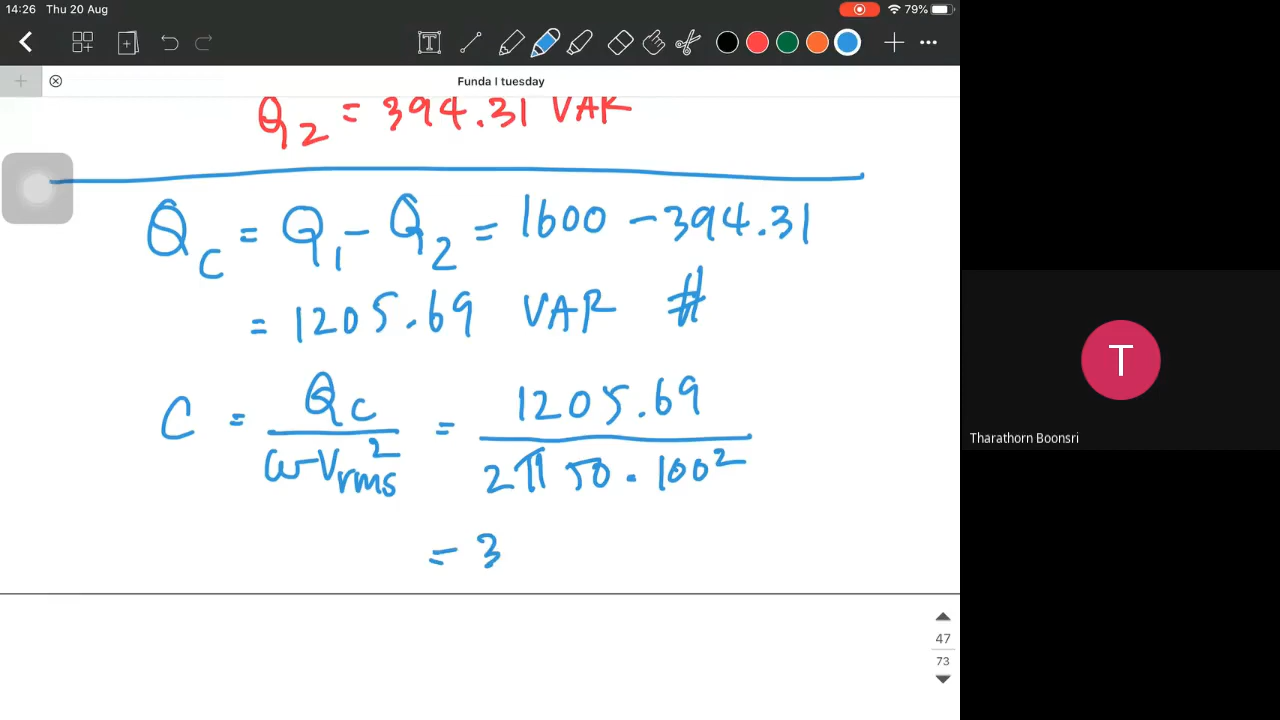 14:26 Thu 20 Aug 79%
T
Funda I tuesday
Q2 = 394.31 VAR
Qc = Q1 - Q2 = 1600 - 394.31
= 1205.69 VAR #
C = Qc / ωVrms² = 1205.69 / 2π50·100²
= 3
T
Tharathorn Boonsri
47
73